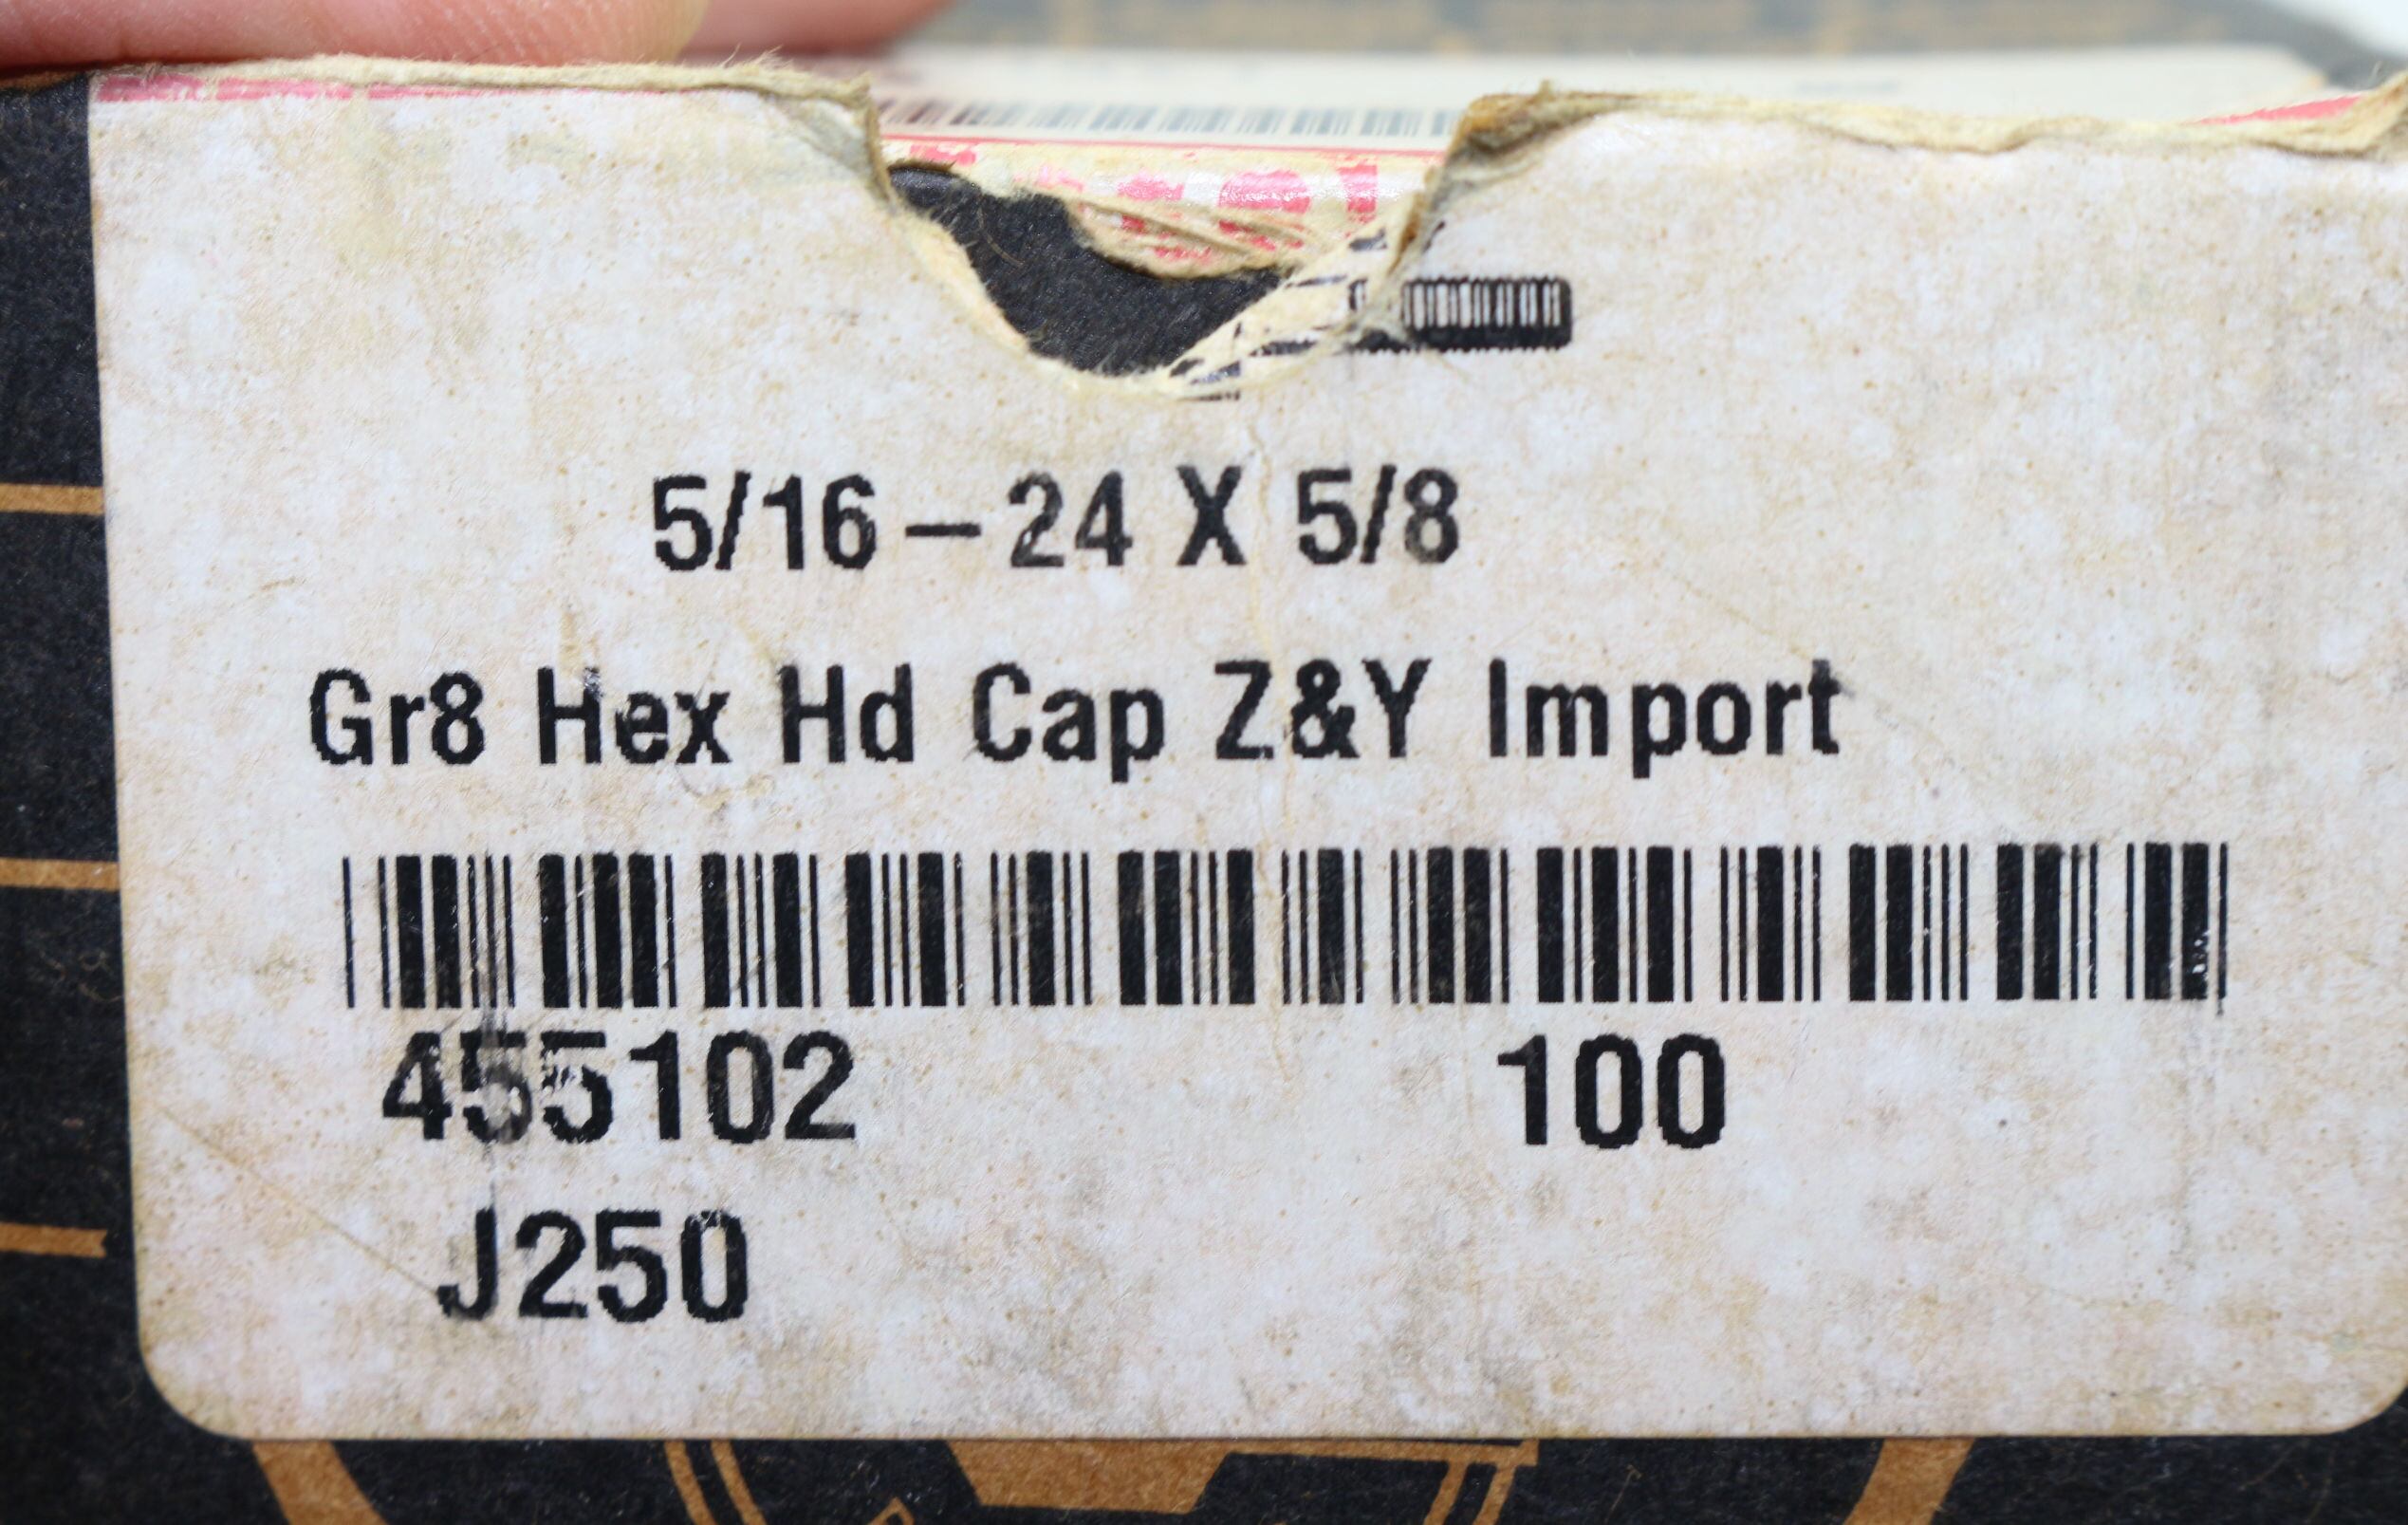 5/16 – 24 X 5/8
Gr8 Hex Hd Cap Z&Y Import
455102 100
J250